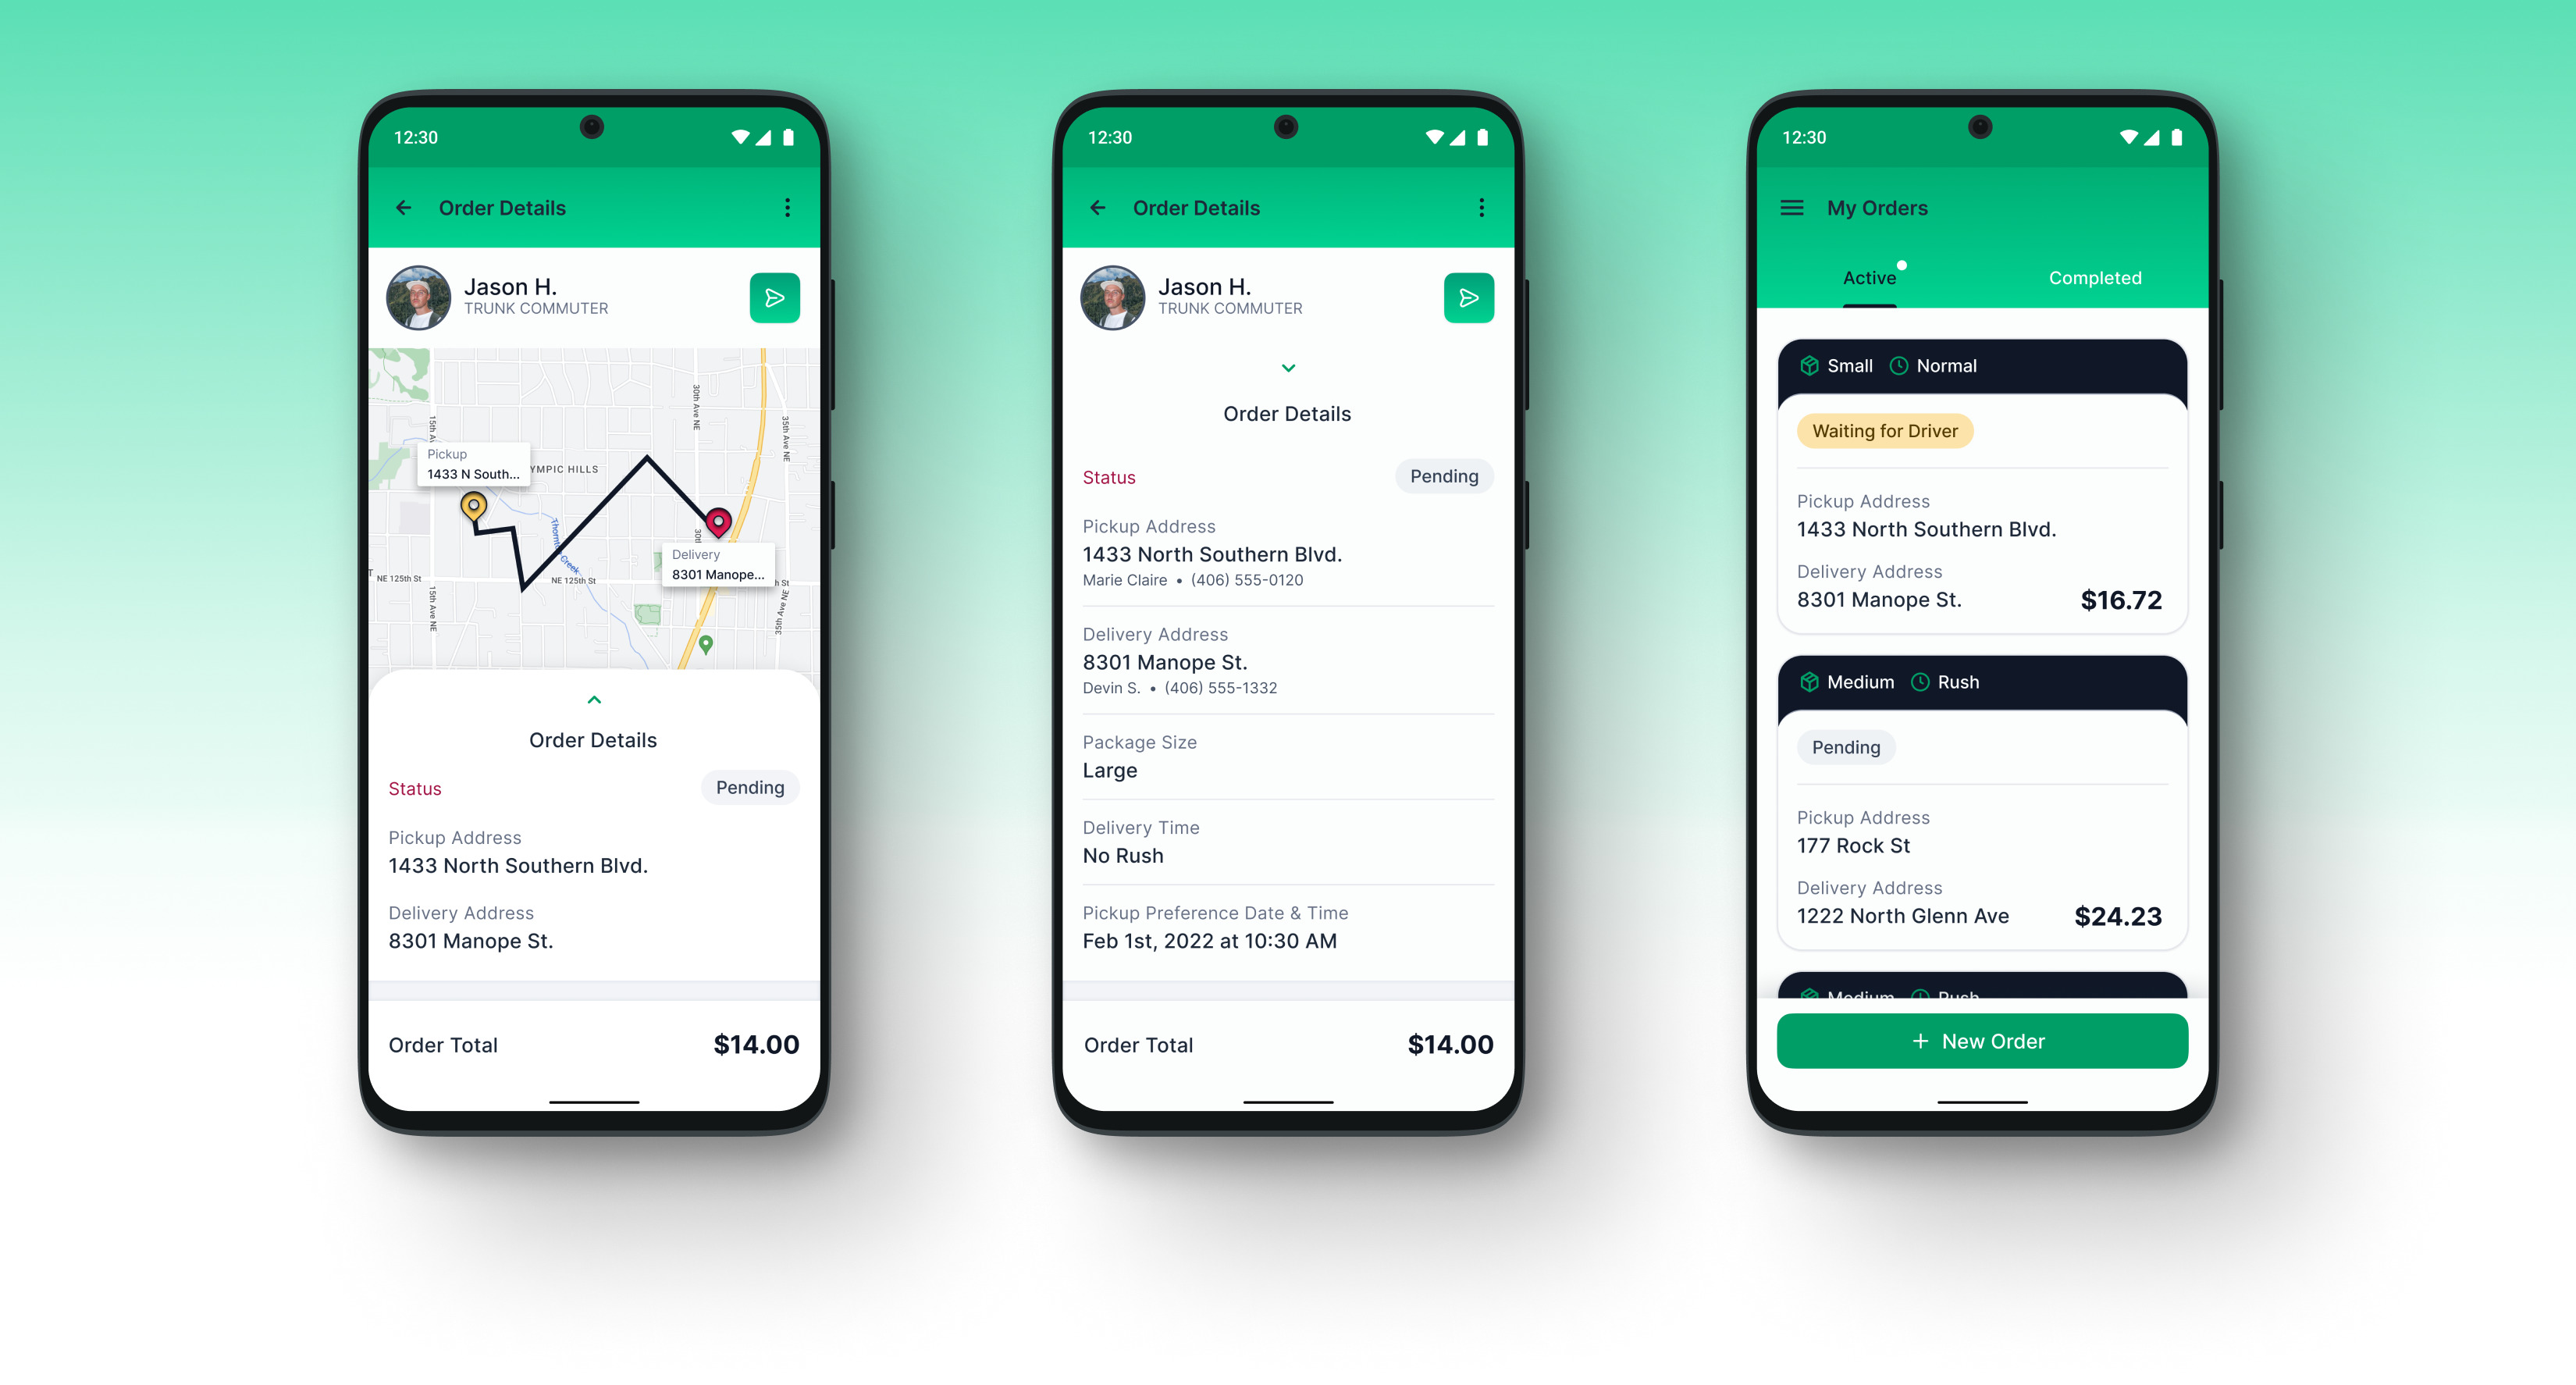 12:30
Order Details
Jason H.
TRUNK COMMUTER
30th Ave NE
15th A
35th Ave NE
Pickup
1433 N South...
YMPIC HILLS
Thornton Creek
30th
Delivery
8301 Manope...
T
NE 125th St
NE 125th St
h St
15th Ave NE
35th Ave NE
Order Details
Status
Pending
Pickup Address
1433 North Southern Blvd.
Delivery Address
8301 Manope St.
Order Total
$14.00
12:30
Order Details
Jason H.
TRUNK COMMUTER
Order Details
Status
Pending
Pickup Address
1433 North Southern Blvd.
Marie Claire • (406) 555-0120
Delivery Address
8301 Manope St.
Devin S. • (406) 555-1332
Package Size
Large
Delivery Time
No Rush
Pickup Preference Date & Time
Feb 1st, 2022 at 10:30 AM
Order Total
$14.00
12:30
My Orders
Active
Completed
Small
Normal
Waiting for Driver
Pickup Address
1433 North Southern Blvd.
Delivery Address
8301 Manope St.
$16.72
Medium
Rush
Pending
Pickup Address
177 Rock St
Delivery Address
1222 North Glenn Ave
$24.23
Medium
Rush
+ New Order